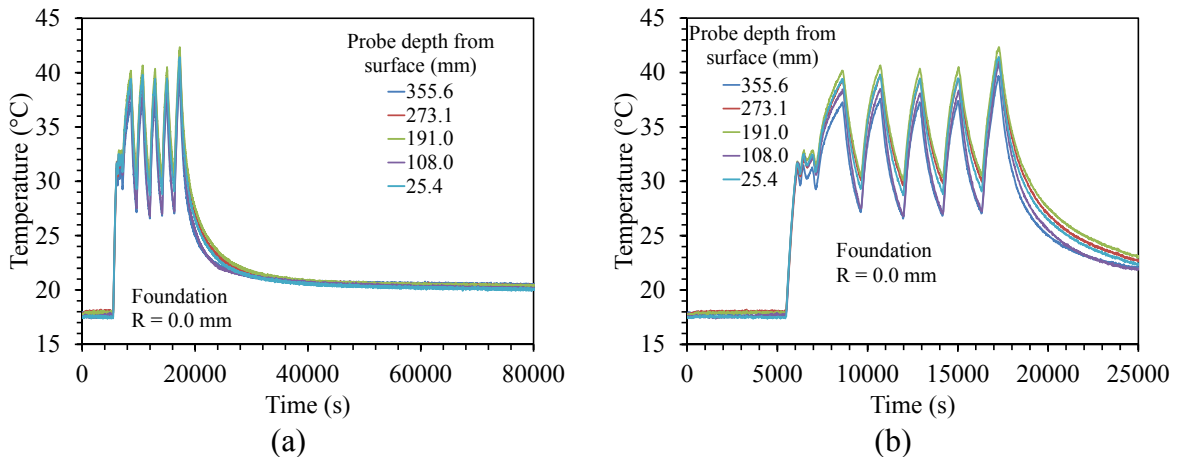 45
40
35
30
25
20
15
Temperature (°C)
Probe depth from
surface (mm)
355.6
273.1
191.0
108.0
25.4
Foundation
R = 0.0 mm
0
20000
40000
60000
80000
Time (s)
(a)
45
40
35
30
25
20
15
Temperature (°C)
Probe depth from
surface (mm)
355.6
273.1
191.0
108.0
25.4
Foundation
R = 0.0 mm
0
5000
10000
15000
20000
25000
Time (s)
(b)